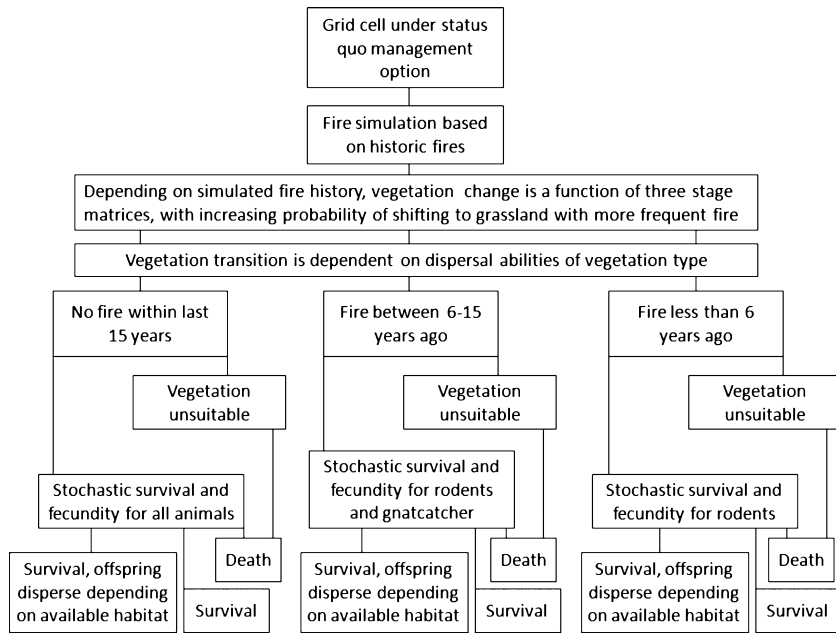 Grid cell under status
quo management
option
Fire simulation based
on historic fires
Depending on simulated fire history, vegetation change is a function of three stage
matrices, with increasing probability of shifting to grassland with more frequent fire
Vegetation transition is dependent on dispersal abilities of vegetation type
No fire within last
15 years
Fire between 6-15
years ago
Fire less than 6
years ago
Vegetation
unsuitable
Vegetation
unsuitable
Vegetation
unsuitable
Stochastic survival and
fecundity for all animals
Stochastic survival and
fecundity for rodents
and gnatcatcher
Stochastic survival and
fecundity for rodents
Survival, offspring
disperse depending
on available habitat
Death
Survival
Survival, offspring
disperse depending
on available habitat
Death
Survival
Survival, offspring
disperse depending
on available habitat
Death
Survival